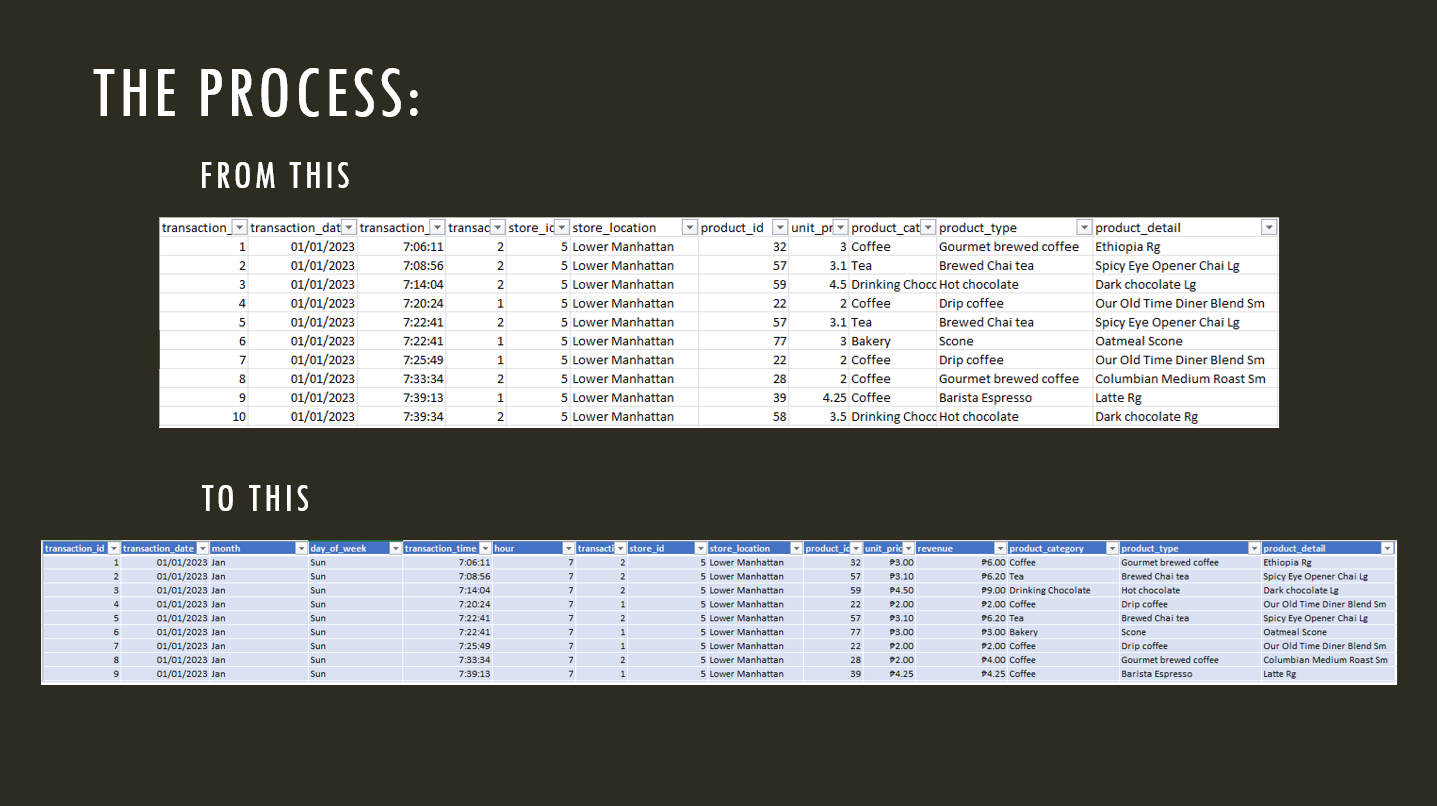 THE PROCESS:
FROM THIS
transaction_ transaction_dat transaction_ transac store_id store_location product_id unit_pr product_cat product_type product_detail
1 01/01/2023 7:06:11 2 5 Lower Manhattan 32 3 Coffee Gourmet brewed coffee Ethiopia Rg
2 01/01/2023 7:08:56 2 5 Lower Manhattan 57 3.1 Tea Brewed Chai tea Spicy Eye Opener Chai Lg
3 01/01/2023 7:14:04 2 5 Lower Manhattan 59 4.5 Drinking Choco Hot chocolate Dark chocolate Lg
4 01/01/2023 7:20:24 1 5 Lower Manhattan 22 2 Coffee Drip coffee Our Old Time Diner Blend Sm
5 01/01/2023 7:22:41 2 5 Lower Manhattan 57 3.1 Tea Brewed Chai tea Spicy Eye Opener Chai Lg
6 01/01/2023 7:22:41 1 5 Lower Manhattan 77 3 Bakery Scone Oatmeal Scone
7 01/01/2023 7:25:49 1 5 Lower Manhattan 22 2 Coffee Drip coffee Our Old Time Diner Blend Sm
8 01/01/2023 7:33:34 2 5 Lower Manhattan 28 2 Coffee Gourmet brewed coffee Columbian Medium Roast Sm
9 01/01/2023 7:39:13 1 5 Lower Manhattan 39 4.25 Coffee Barista Espresso Latte Rg
10 01/01/2023 7:39:34 2 5 Lower Manhattan 58 3.5 Drinking Choco Hot chocolate Dark chocolate Rg
TO THIS
transaction_id transaction_date month day_of_week transaction_time hour transacti store_id store_location product_id unit_pric revenue product_category product_type product_detail
1 01/01/2023 Jan Sun 7:06:11 7 2 5 Lower Manhattan 32 ₱3.00 ₱6.00 Coffee Gourmet brewed coffee Ethiopia Rg
2 01/01/2023 Jan Sun 7:08:56 7 2 5 Lower Manhattan 57 ₱3.10 ₱6.20 Tea Brewed Chai tea Spicy Eye Opener Chai Lg
3 01/01/2023 Jan Sun 7:14:04 7 2 5 Lower Manhattan 59 ₱4.50 ₱9.00 Drinking Chocolate Hot chocolate Dark chocolate Lg
4 01/01/2023 Jan Sun 7:20:24 7 1 5 Lower Manhattan 22 ₱2.00 ₱2.00 Coffee Drip coffee Our Old Time Diner Blend Sm
5 01/01/2023 Jan Sun 7:22:41 7 2 5 Lower Manhattan 57 ₱3.10 ₱6.20 Tea Brewed Chai tea Spicy Eye Opener Chai Lg
6 01/01/2023 Jan Sun 7:22:41 7 1 5 Lower Manhattan 77 ₱3.00 ₱3.00 Bakery Scone Oatmeal Scone
7 01/01/2023 Jan Sun 7:25:49 7 1 5 Lower Manhattan 22 ₱2.00 ₱2.00 Coffee Drip coffee Our Old Time Diner Blend Sm
8 01/01/2023 Jan Sun 7:33:34 7 2 5 Lower Manhattan 28 ₱2.00 ₱4.00 Coffee Gourmet brewed coffee Columbian Medium Roast Sm
9 01/01/2023 Jan Sun 7:39:13 7 1 5 Lower Manhattan 39 ₱4.25 ₱4.25 Coffee Barista Espresso Latte Rg